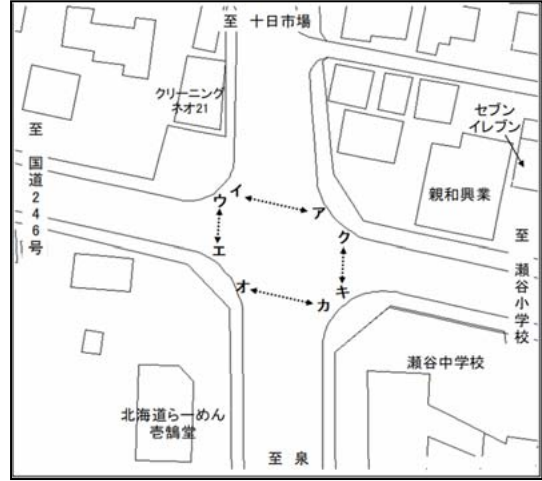 至 十日市場
クリーニング
ネオ21
セブン
イレブン
至 国道246号
親和興業
至 瀬谷小学校
イ
ウ
ア
ク
エ
オ
カ
キ
瀬谷中学校
北海道らーめん
壱鵠堂
至 泉